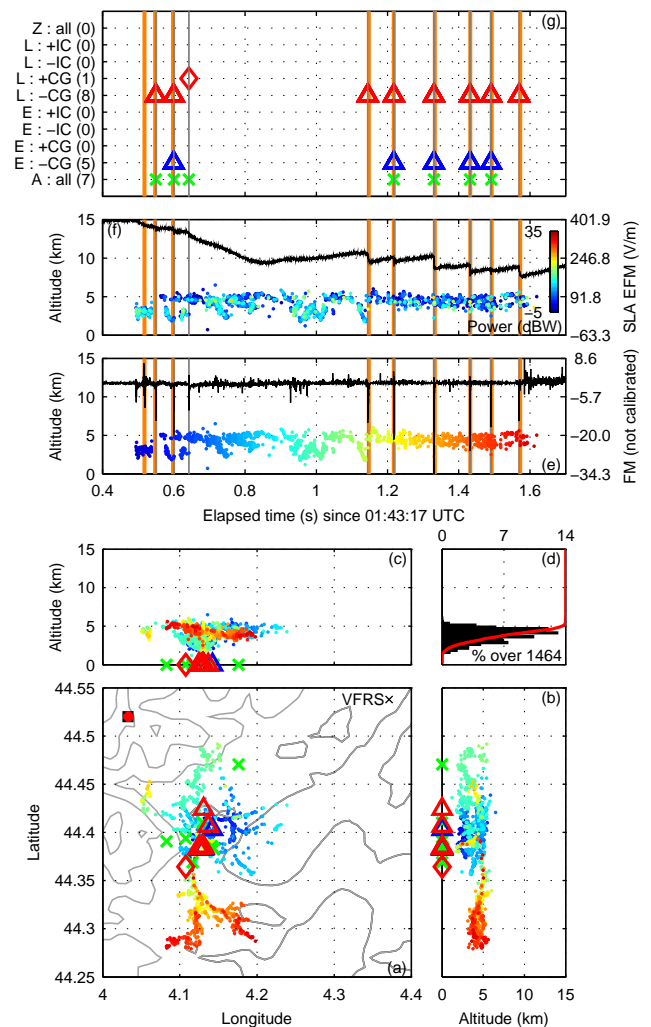 (g)
Z : all (0)
L : +IC (0)
L : −IC (0)
L : +CG (1)
L : −CG (8)
E : +IC (0)
E : −IC (0)
E : +CG (0)
E : −CG (5)
A : all (7)
15
10
5
0
Altitude (km)
(f)
35
−5
Power (dBW)
401.9
246.8
91.8
−63.3
SLA EFM (V/m)
15
10
5
0
Altitude (km)
(e)
8.6
−5.7
−20.0
−34.3
FM (not calibrated)
0.4 0.6 0.8 1 1.2 1.4 1.6
Elapsed time (s) since 01:43:17 UTC
15
10
5
0
Altitude (km)
(c)
0 7 14
(d)
% over 1464
44.55
44.5
44.45
44.4
44.35
44.3
44.25
Latitude
VFRS×
(a)
4 4.1 4.2 4.3 4.4
Longitude
(b)
0 5 10 15
Altitude (km)